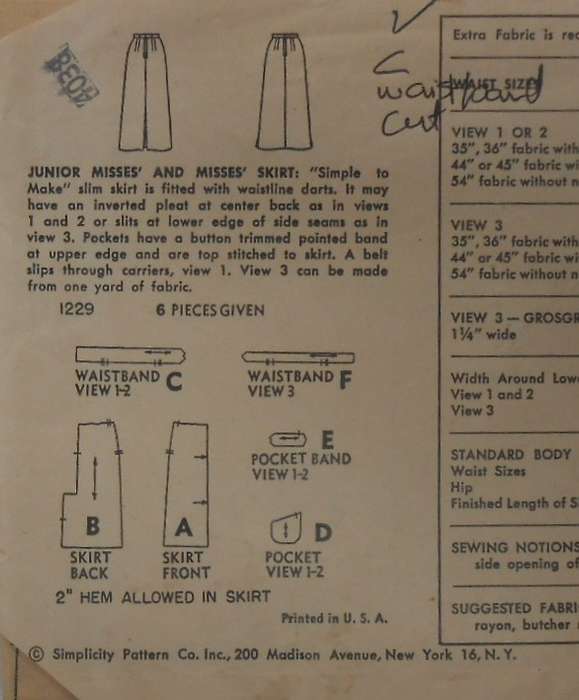 4038
waistband
cut
JUNIOR MISSES' AND MISSES' SKIRT: "Simple to
Make" slim skirt is fitted with waistline darts. It may
have an inverted pleat at center back as in views
1 and 2 or slits at lower edge of side seams as in
view 3. Pockets have a button trimmed pointed band
at upper edge and are top stitched to skirt. A belt
slips through carriers, view 1. View 3 can be made
from one yard of fabric.
1229 6 PIECES GIVEN
WAISTBAND C
VIEW 1-2
WAISTBAND F
VIEW 3
E
POCKET BAND
VIEW 1-2
B
SKIRT
BACK
A
SKIRT
FRONT
D
POCKET
VIEW 1-2
2" HEM ALLOWED IN SKIRT
Printed in U. S. A.
© Simplicity Pattern Co. Inc., 200 Madison Avenue, New York 16, N. Y.
Extra Fabric is
WAIST SIZE
VIEW 1 OR 2
35", 36" fabric with
44" or 45" fabric
54" fabric without
VIEW 3
35", 36" fabric with
44" or 45" fabric
54" fabric without
VIEW 3 —
1¼" wide
Width Around
View 1 and 2
View 3
STANDARD BODY
Waist Sizes
Hip
Finished Length of
SEWING NOTIONS
side opening of
SUGGESTED
rayon, butcher